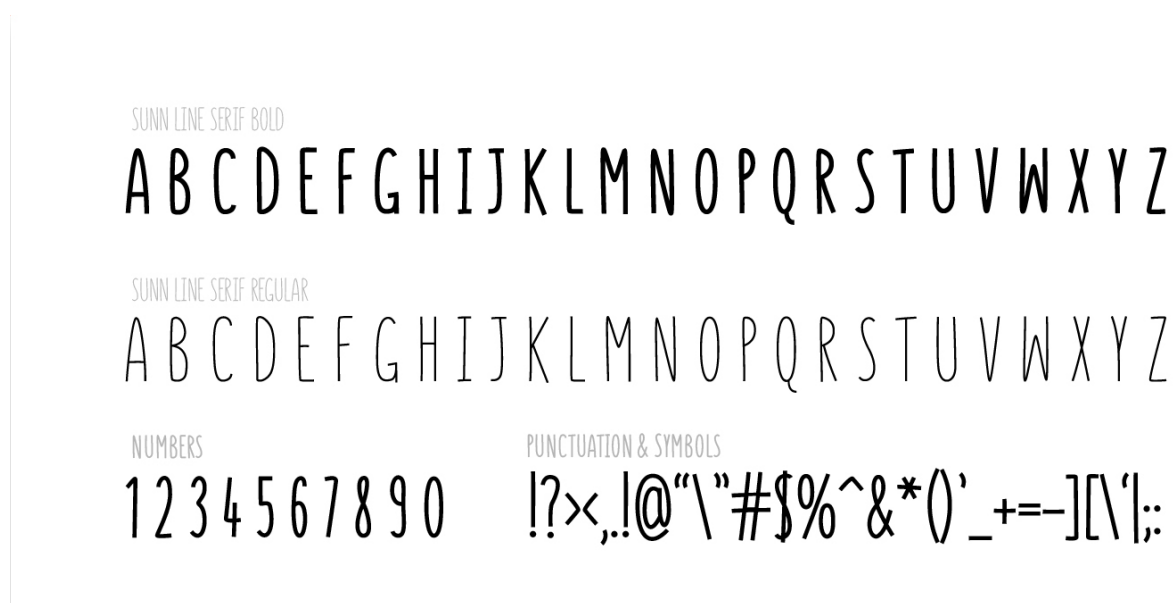 SUNN LINE SERIF BOLD
A B C D E F G H I J K L M N O P Q R S T U V W X Y Z
SUNN LINE SERIF REGULAR
A B C D E F G H I J K L M N O P Q R S T U V W X Y Z
NUMBERS
1 2 3 4 5 6 7 8 9 0
PUNCTUATION & SYMBOLS
!?><,.!@“\”#$%^&*()’_+=–][\‘|;: